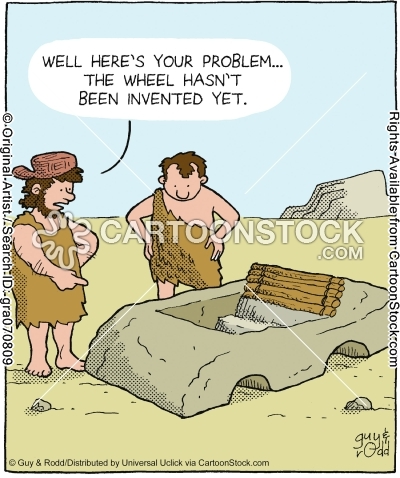 WELL HERE'S YOUR PROBLEM...
THE WHEEL HASN'T
BEEN INVENTED YET.
© Original Artist / Search ID: gra070809
Rights Available from CartoonStock.com
CARTOONSTOCK
.com
guy &
rodd
© Guy & Rodd/Distributed by Universal Uclick via CartoonStock.com